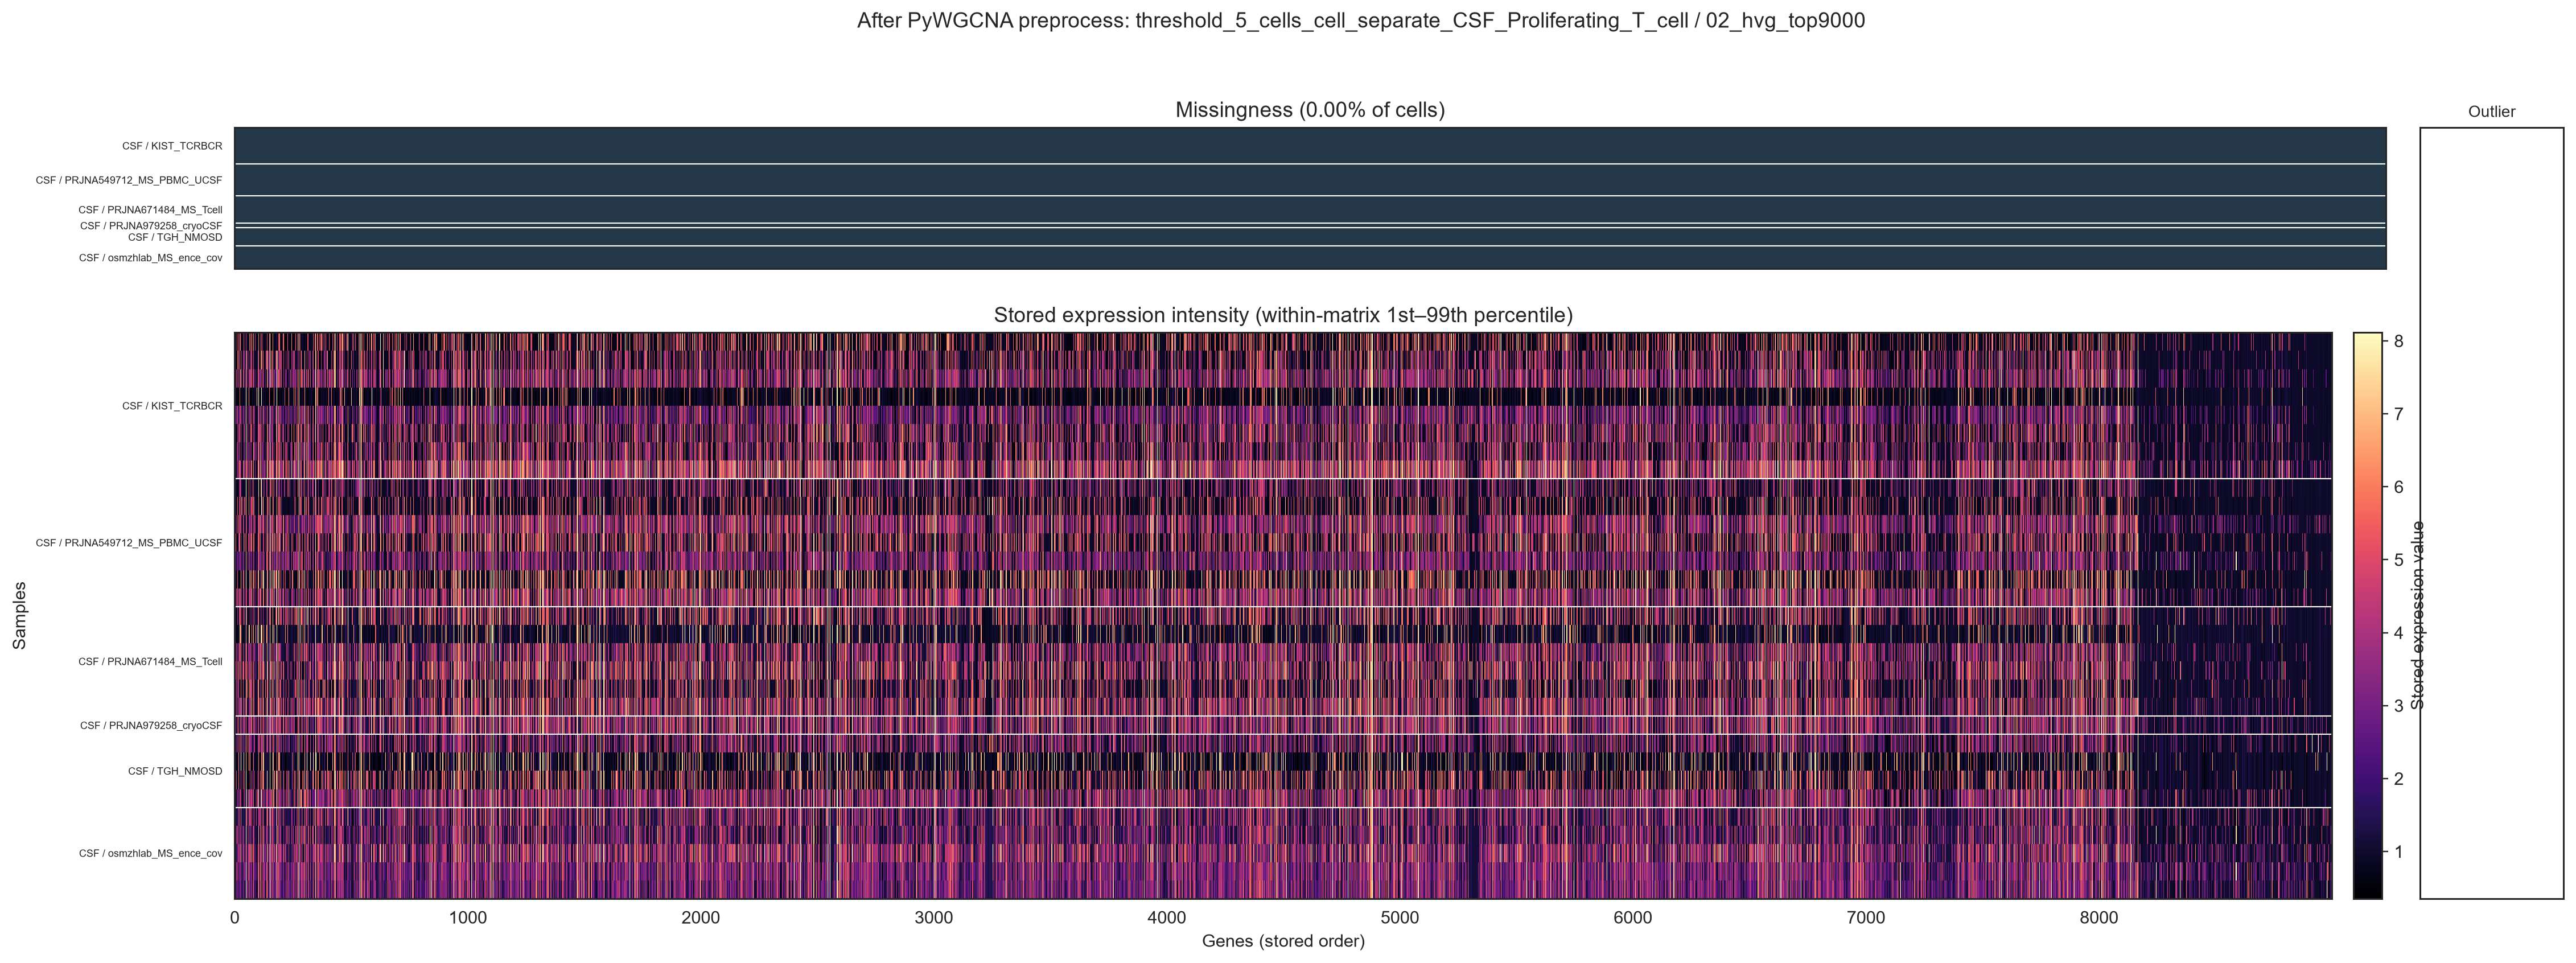 After PyWGCNA preprocess: threshold_5_cells_cell_separate_CSF_Proliferating_T_cell / 02_hvg_top9000
Missingness (0.00% of cells)
Outlier
CSF / KIST_TCRBCR
CSF / PRJNA549712_MS_PBMC_UCSF
CSF / PRJNA671484_MS_Tcell
CSF / PRJNA979258_cryoCSF
CSF / TGH_NMOSD
CSF / osmzhlab_MS_ence_cov
Stored expression intensity (within-matrix 1st–99th percentile)
Samples
CSF / KIST_TCRBCR
CSF / PRJNA549712_MS_PBMC_UCSF
CSF / PRJNA671484_MS_Tcell
CSF / PRJNA979258_cryoCSF
CSF / TGH_NMOSD
CSF / osmzhlab_MS_ence_cov
0 1000 2000 3000 4000 5000 6000 7000 8000
Genes (stored order)
8
7
6
5
4
3
2
1
Stored expression value